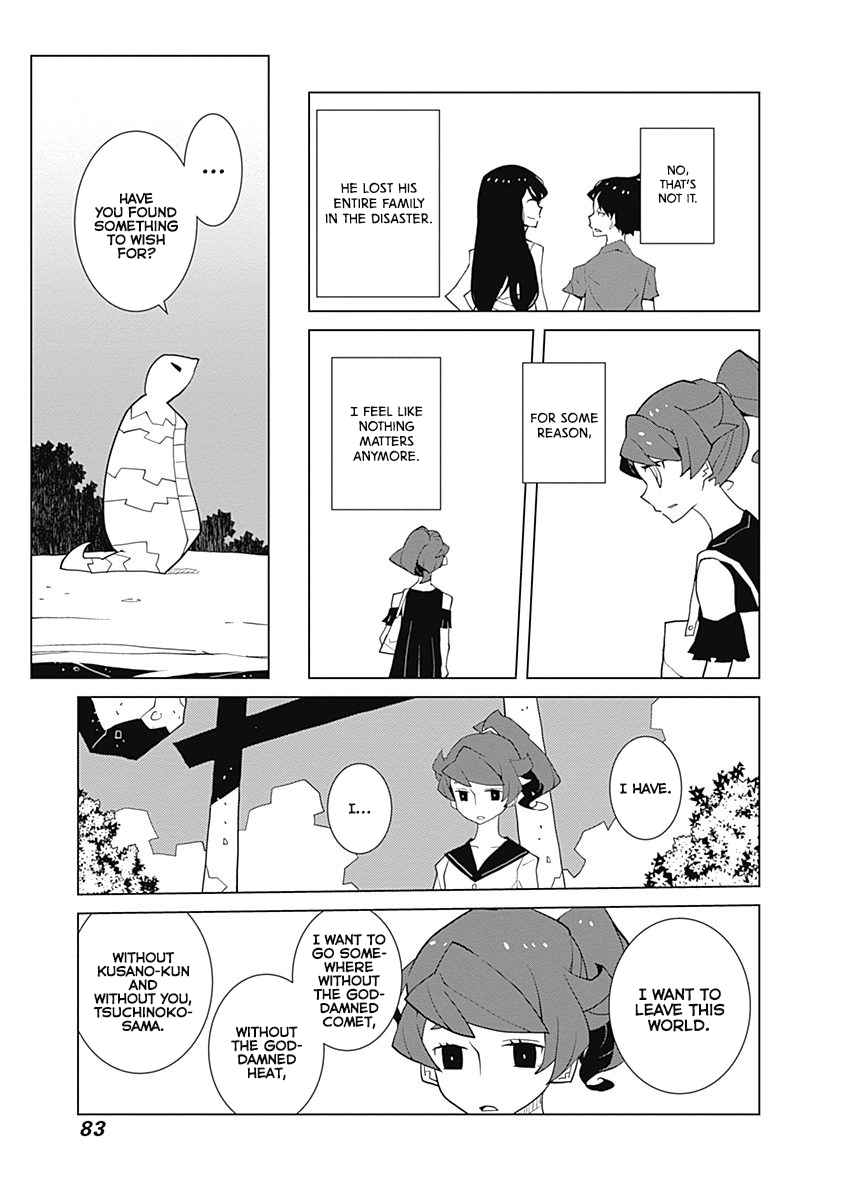 NO,
THAT'S
NOT IT.
HE LOST HIS
ENTIRE FAMILY
IN THE DISASTER.
FOR SOME
REASON,
I FEEL LIKE
NOTHING
MATTERS
ANYMORE.
...
HAVE
YOU FOUND
SOMETHING
TO WISH
FOR?
I HAVE.
I...
I WANT TO
LEAVE THIS
WORLD.
I WANT TO
GO SOME-
WHERE
WITHOUT
THE GOD-
DAMNED
COMET,
WITHOUT
THE GOD-
DAMNED
HEAT,
WITHOUT
KUSANO-KUN
AND
WITHOUT YOU,
TSUCHINOKO-
SAMA.
83